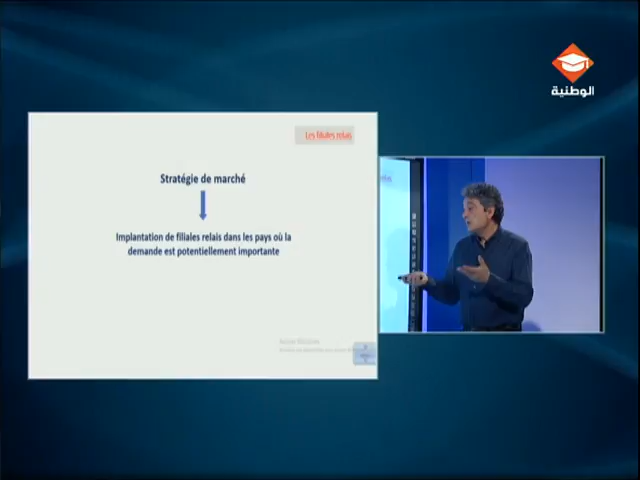 الوطنية
Les filiales relais
Stratégie de marché
Implantation de filiales relais dans les pays où la
demande est potentiellement importante